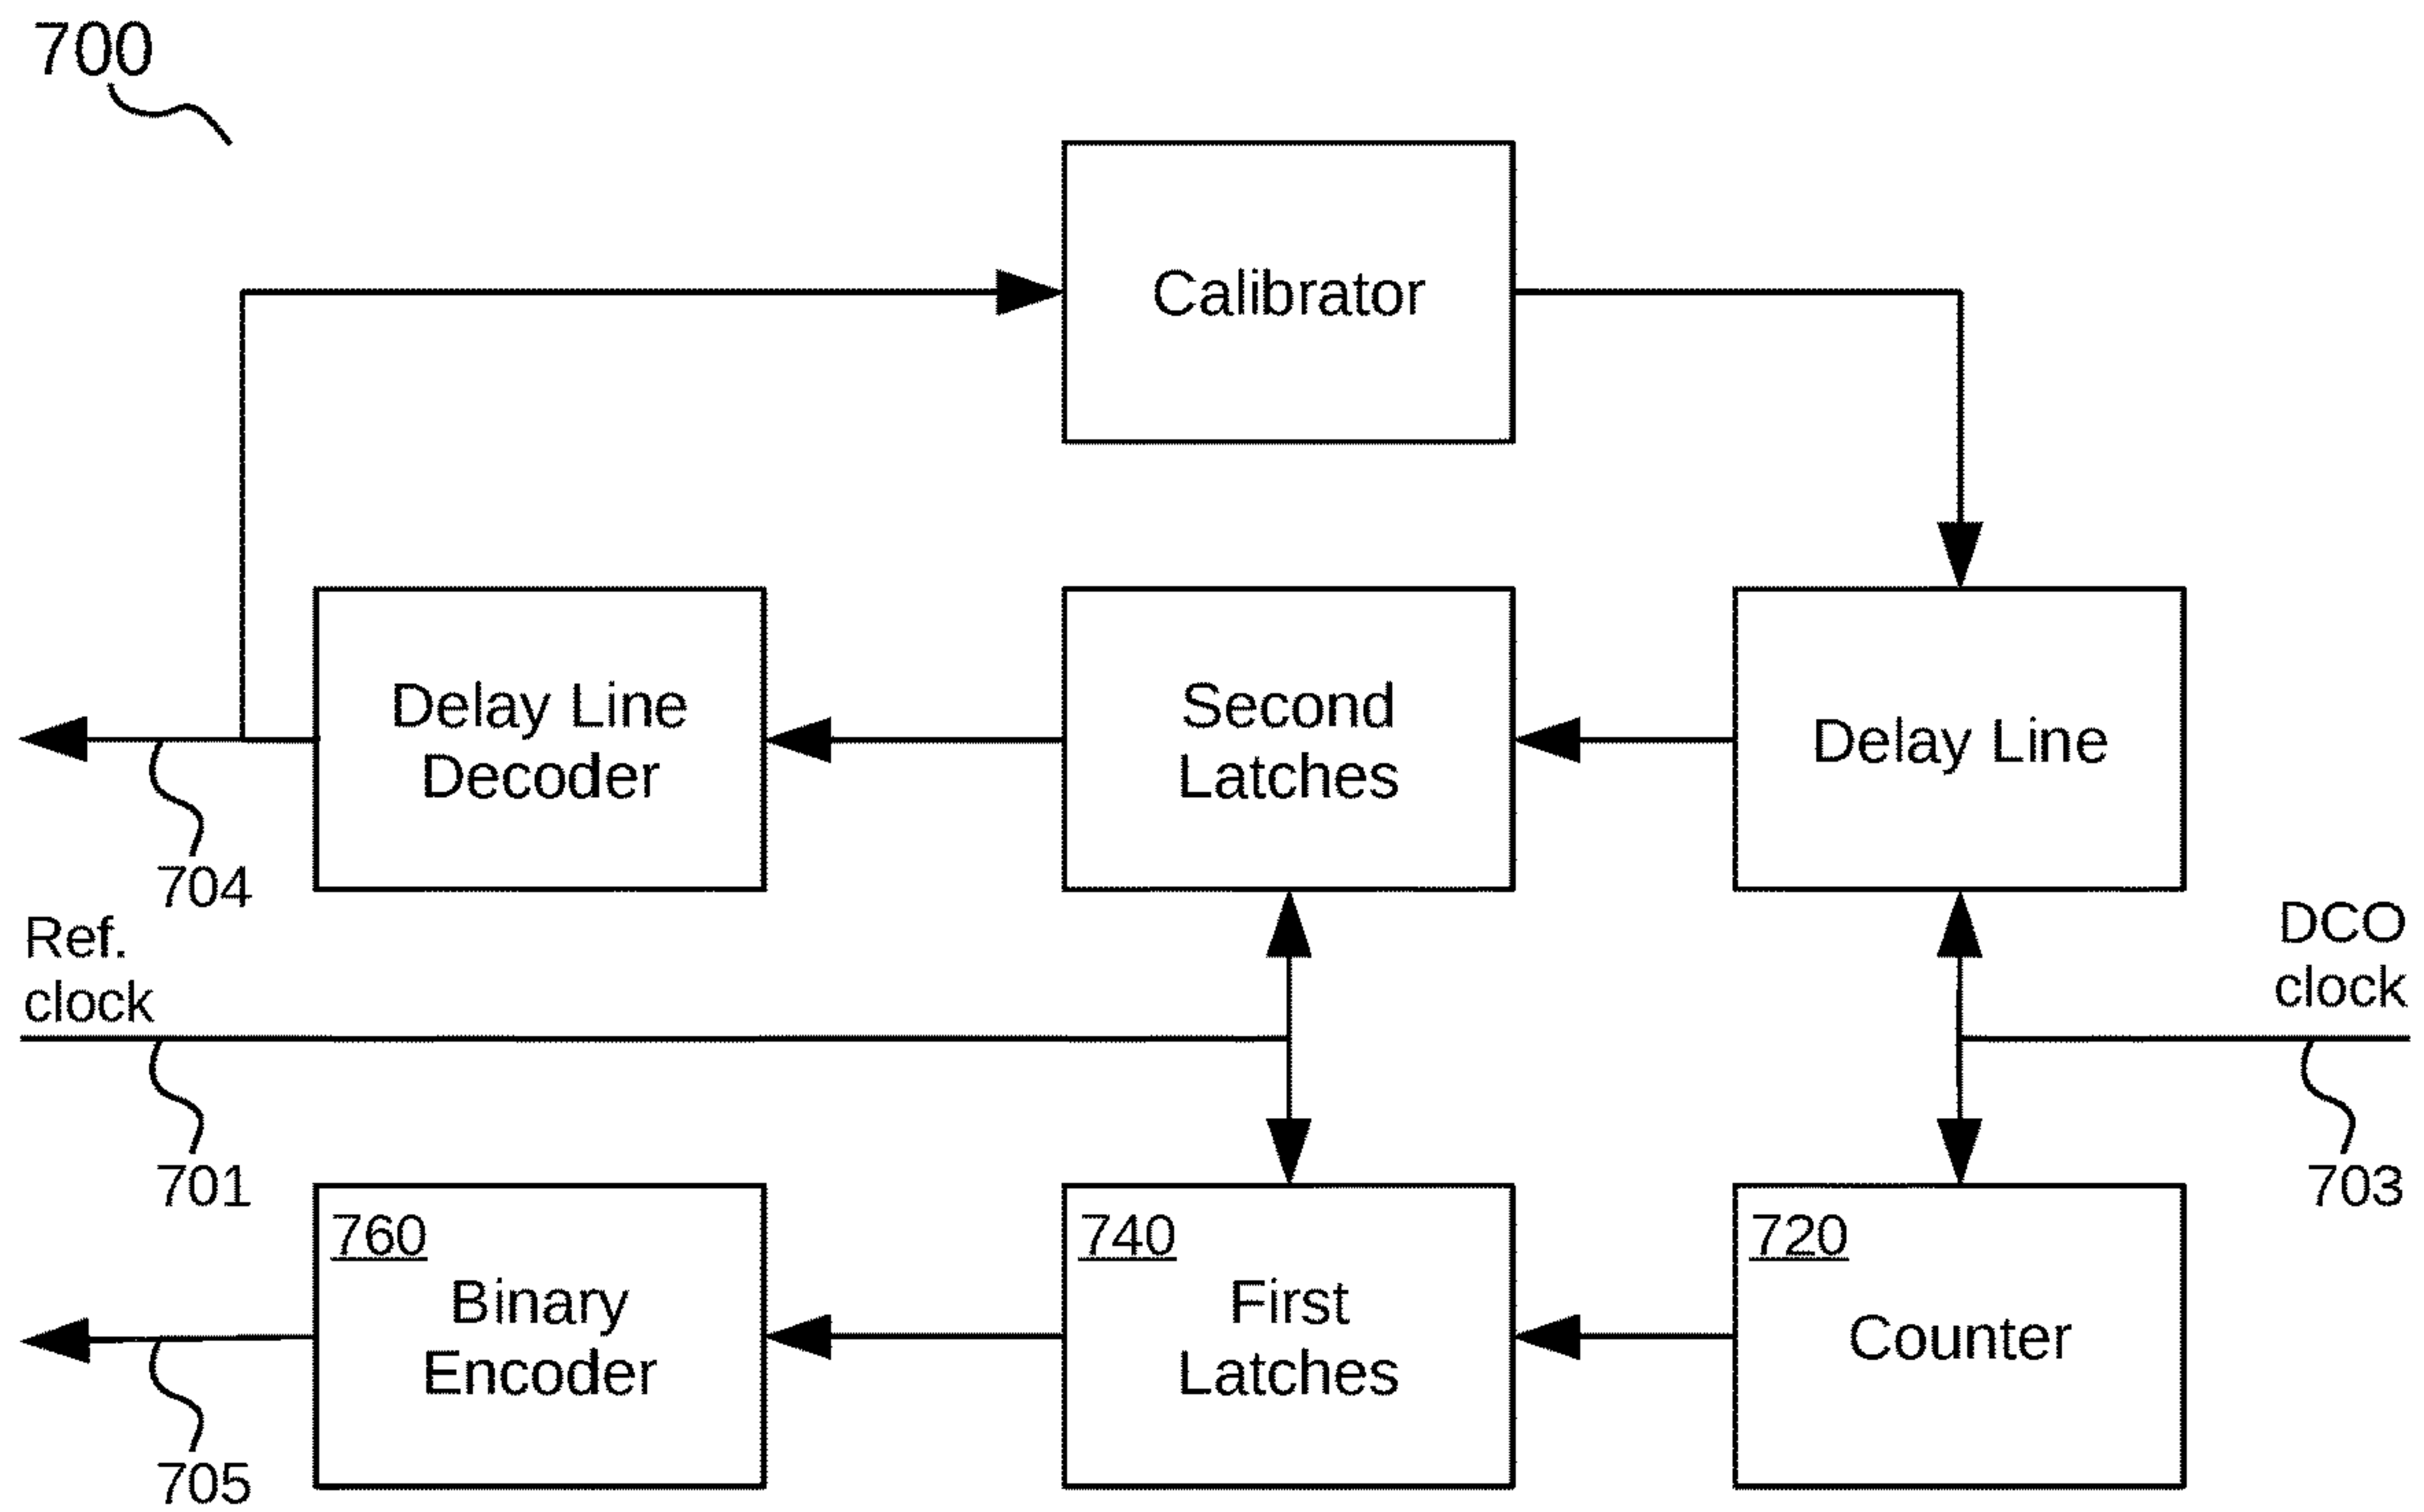 700
Calibrator
Delay Line
Decoder
Second
Latches
Delay Line
704
Ref.
clock
DCO
clock
701
703
760
Binary
Encoder
740
First
Latches
720
Counter
705